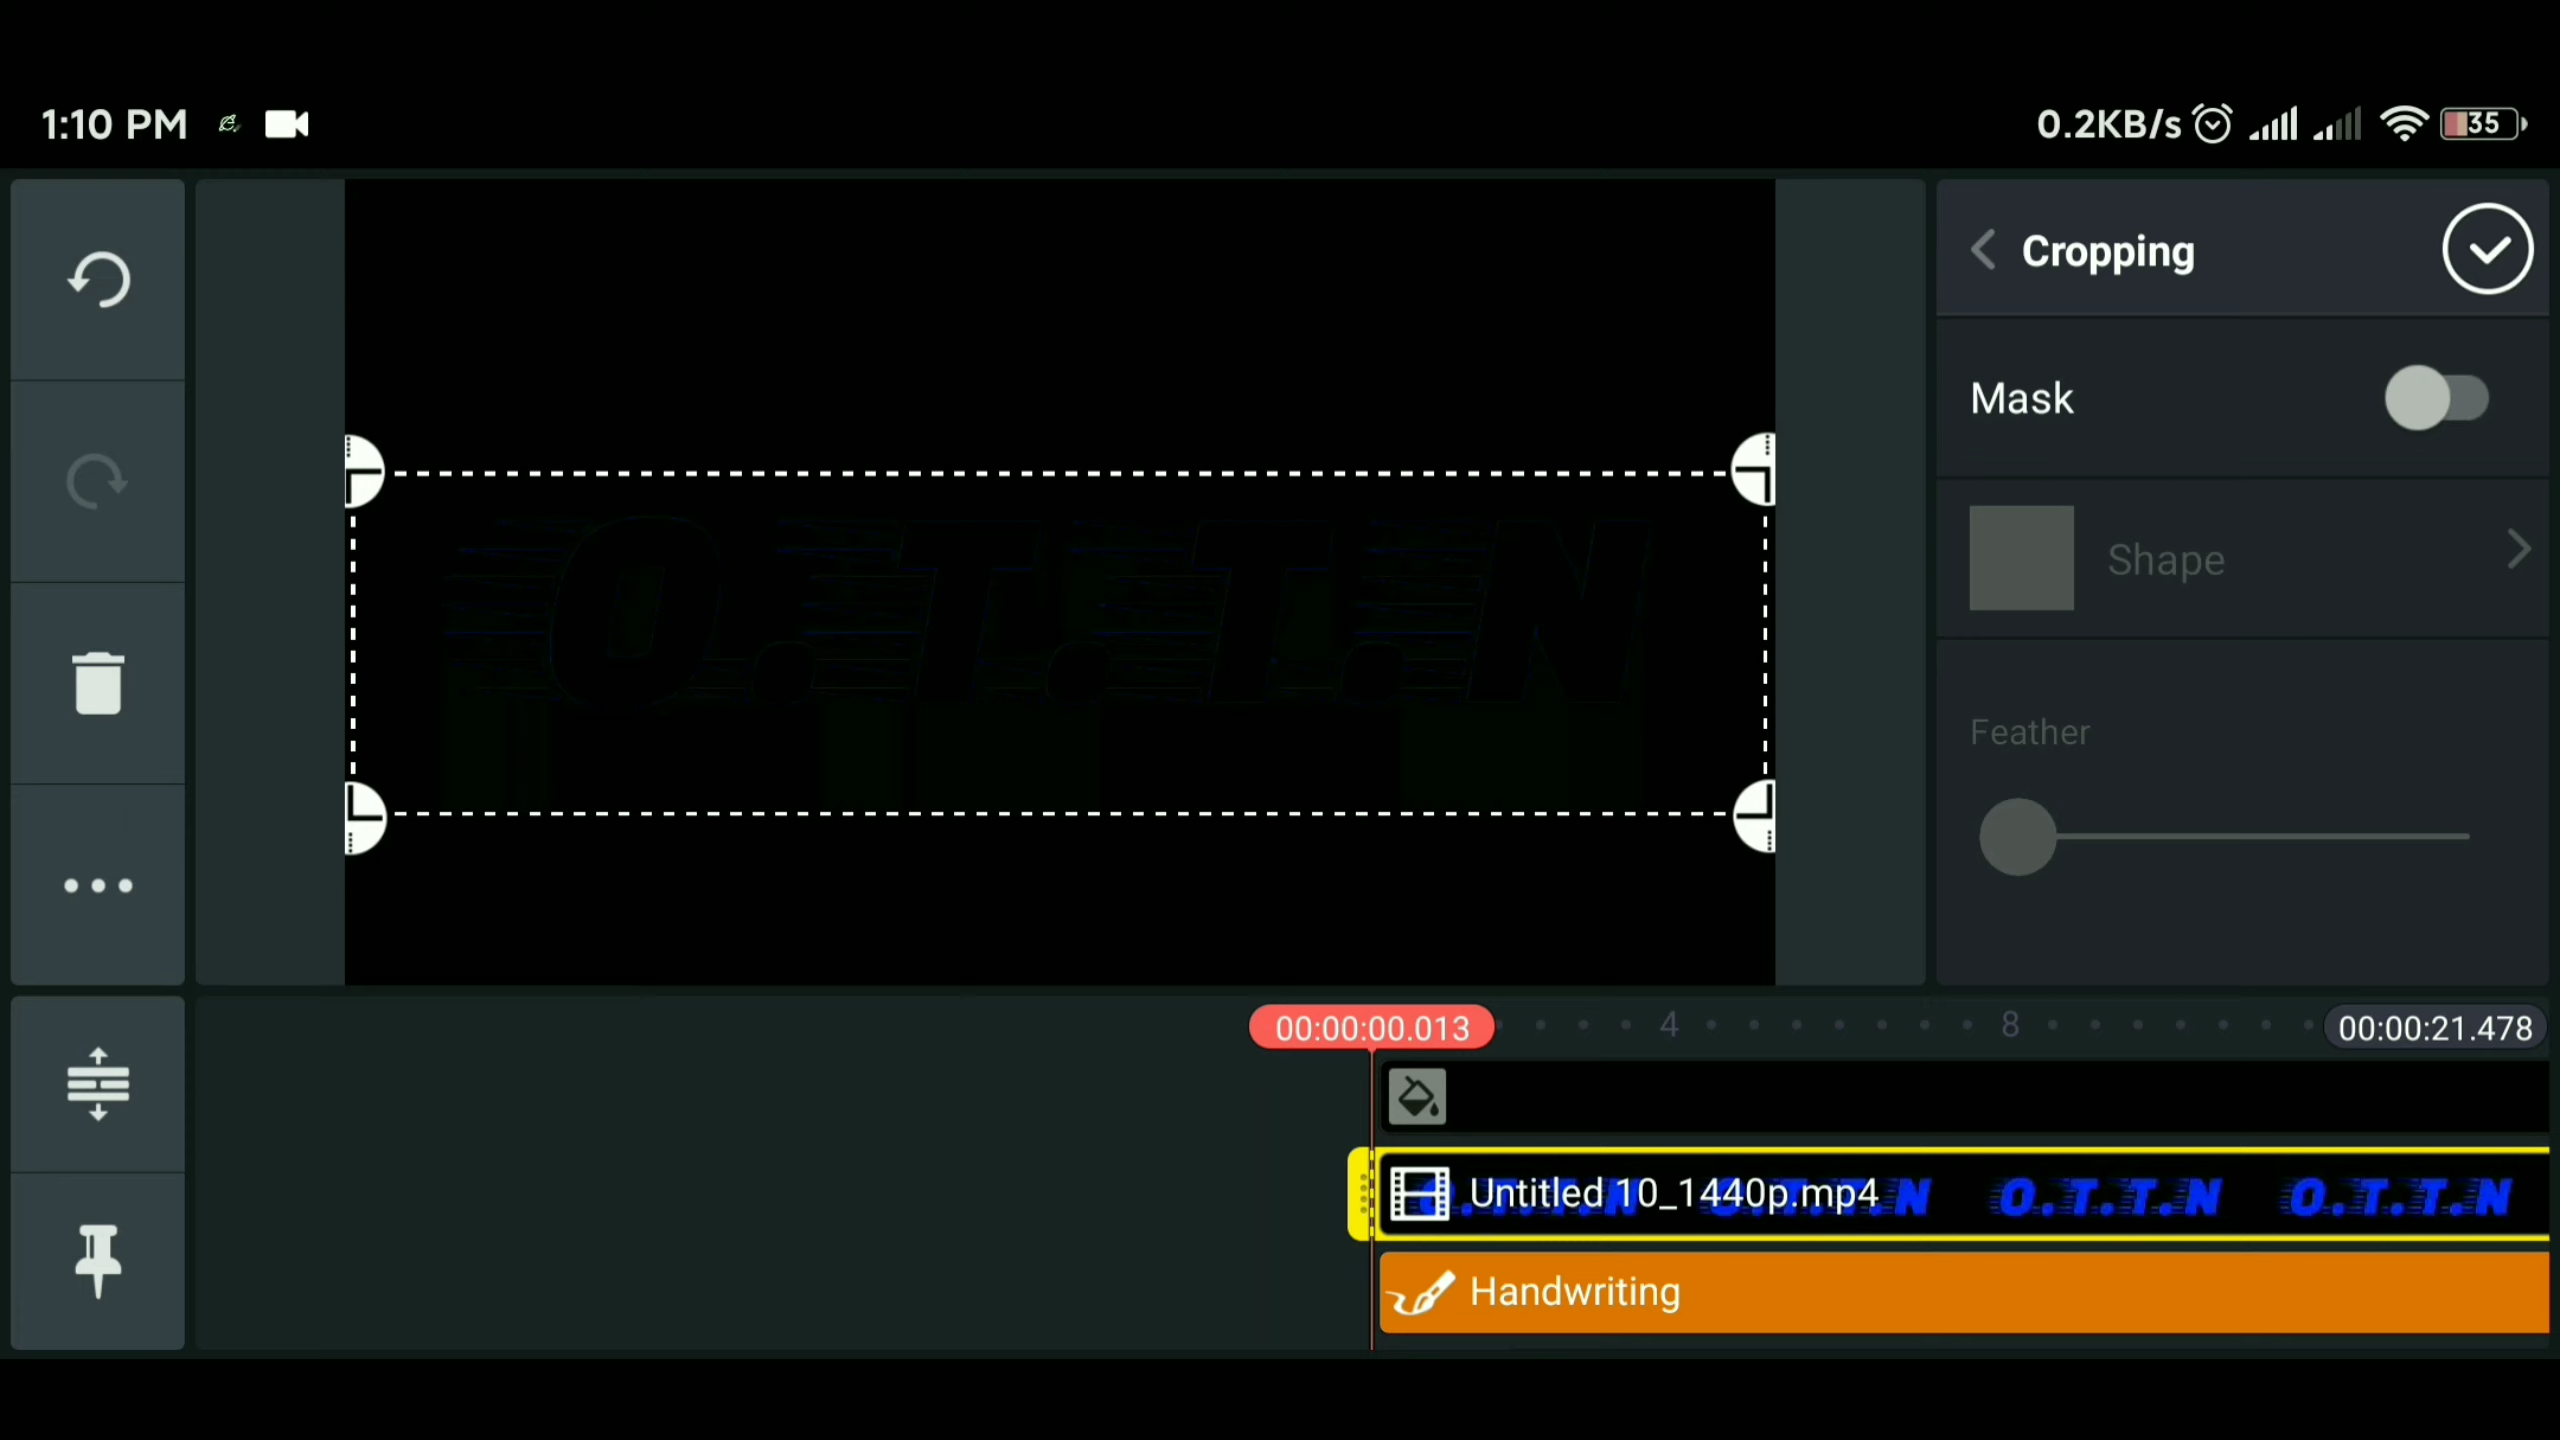 1:10 PM
0.2KB/s
35
Cropping
Mask
O.T.T.N
Shape
Feather
00:00:00.013
4
8
00:00:21.478
Untitled 10_1440p.mp4
O.T.T.N O.T.T.N
Handwriting